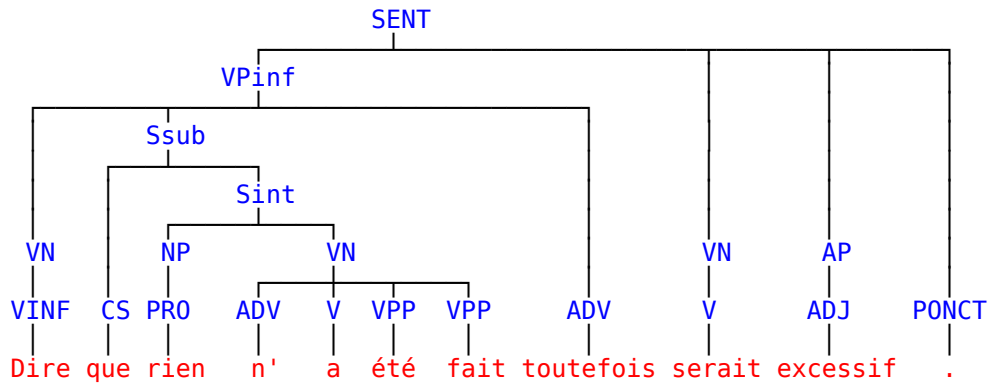 SENT
VPinf
Ssub
Sint
VN NP VN VN AP
VINF CS PRO ADV V VPP VPP ADV V ADJ PONCT
Dire que rien n' a été fait toutefois serait excessif .